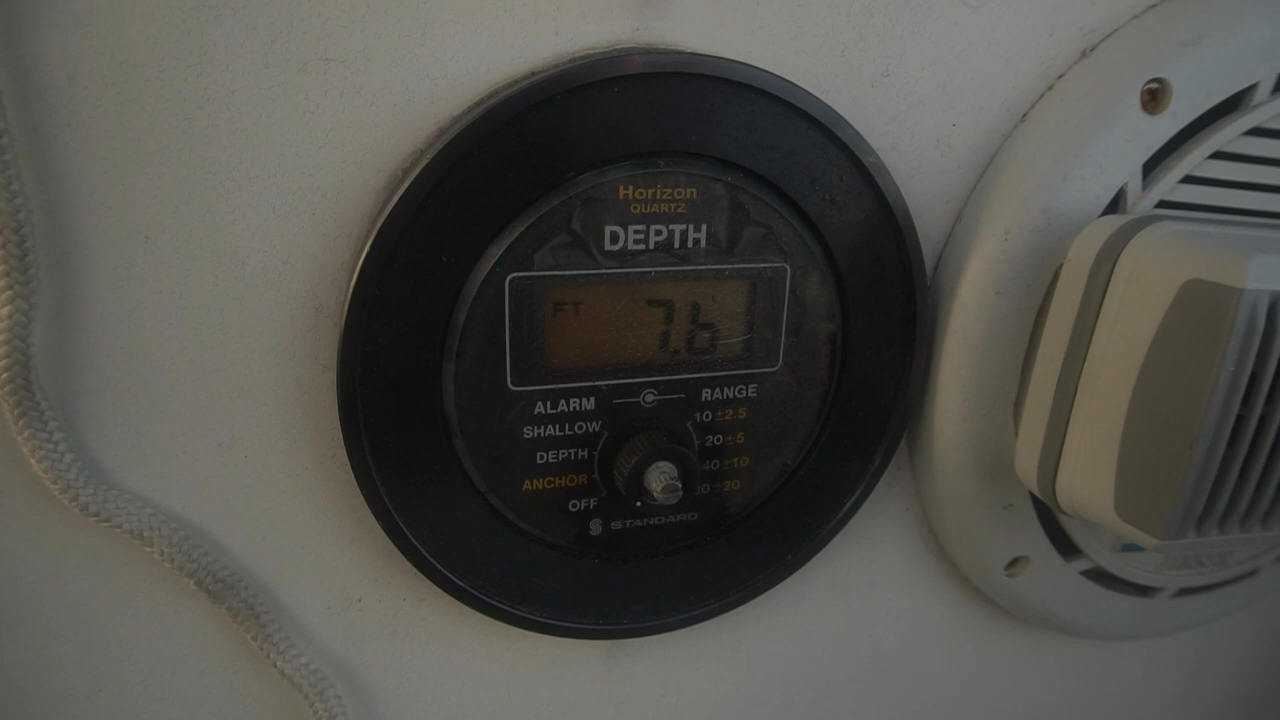 Horizon
QUARTZ
DEPTH
FT 7.6
ALARM RANGE
SHALLOW 10 ±2.5
DEPTH 20 ±5
ANCHOR 40 ±10
OFF ±20
STANDARD